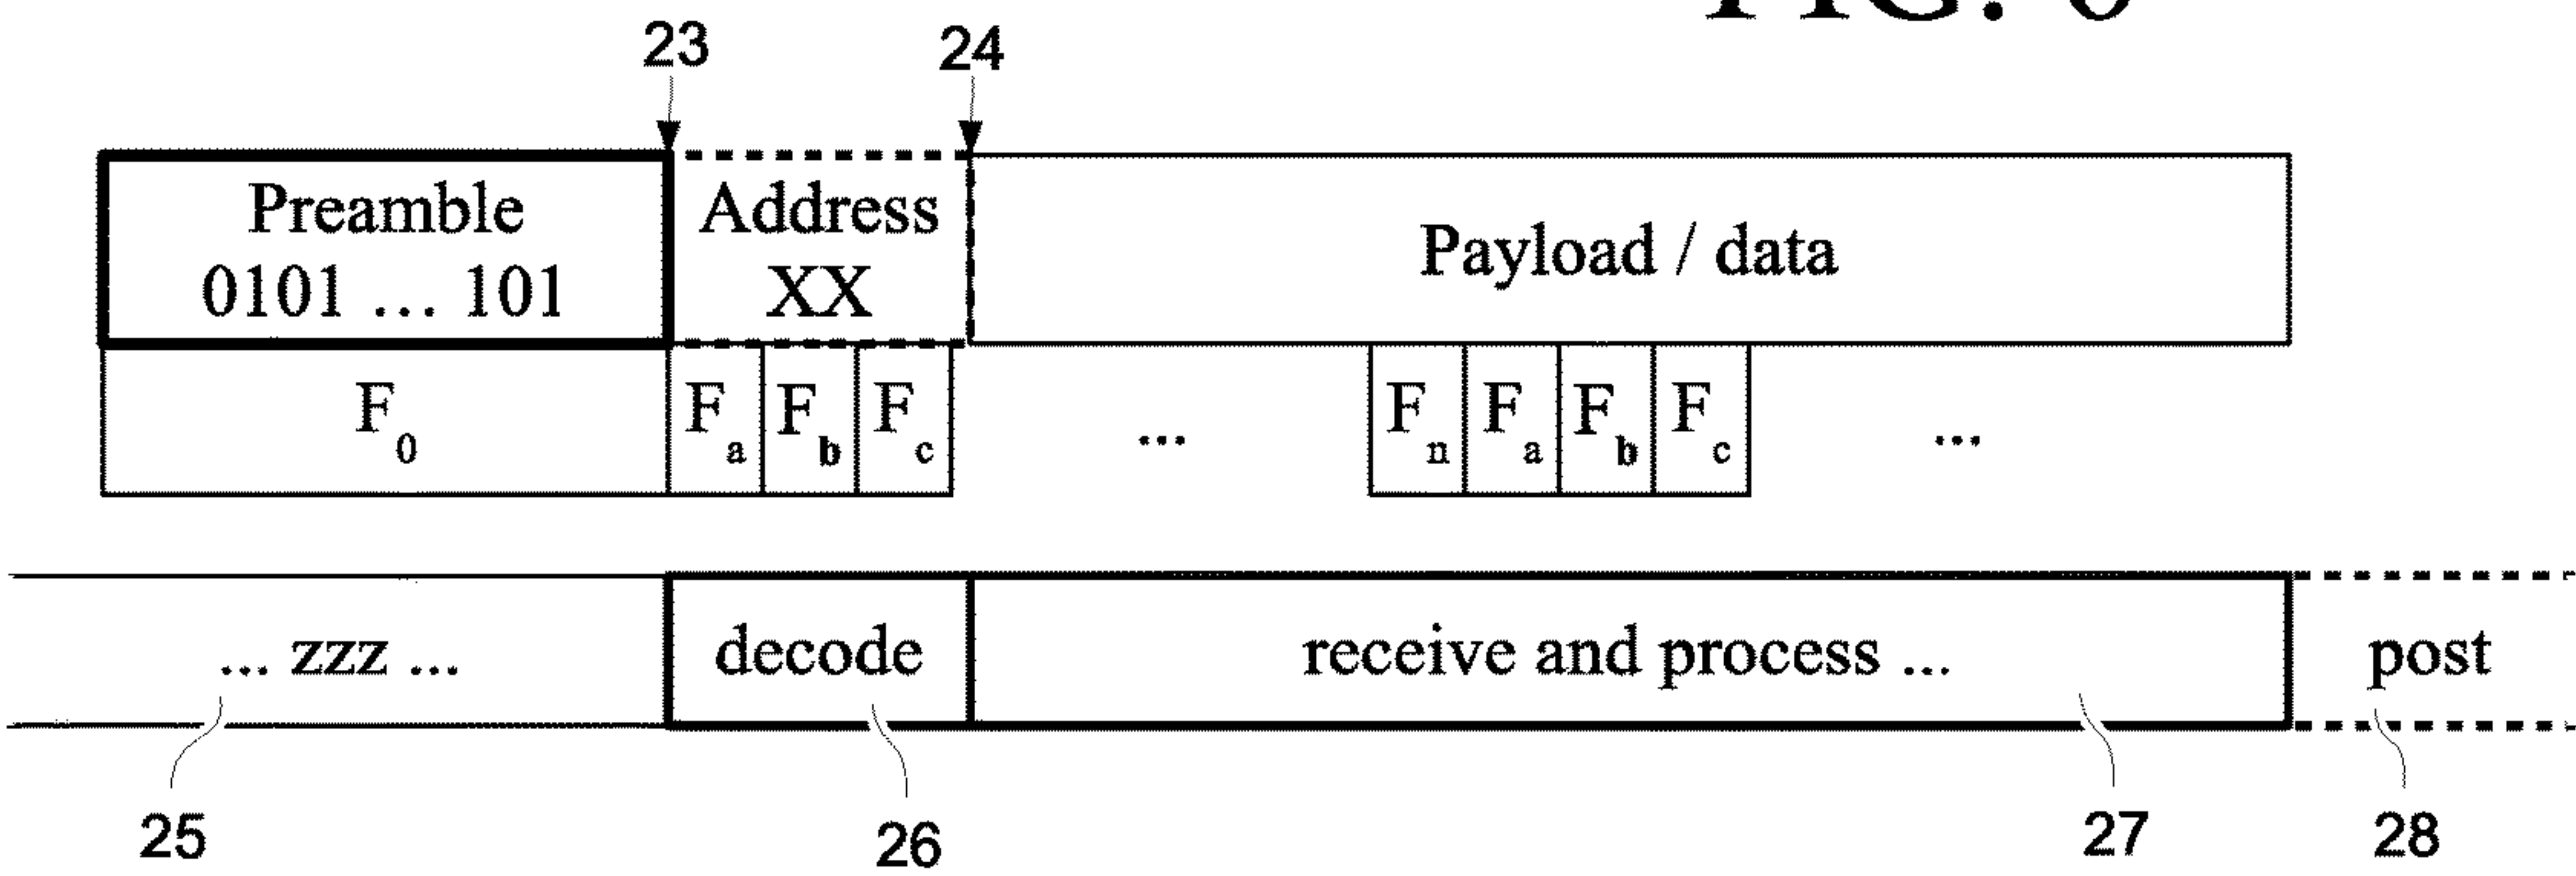 23 24
Preamble
0101 ... 101
Address
XX
Payload / data
F0 Fa Fb Fc ... Fn Fa Fb Fc ...
... zzz ... decode receive and process ... post
25 26 27 28